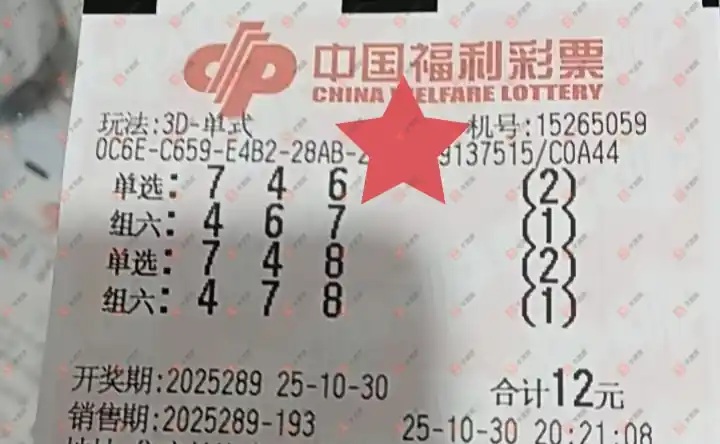 中国福利彩票
CHINA WELFARE LOTTERY
玩法:3D-单式 机号:15265059
0C6E-C659-E4B2-28AB-2 9137515/C0A44
单选: 7 4 6 (2)
组六: 4 6 7 (1)
单选: 7 4 8 (2)
组六: 4 7 8 (1)
开奖期:2025289 25-10-30 合计12元
销售期:2025289-193 25-10-30 20:21:08